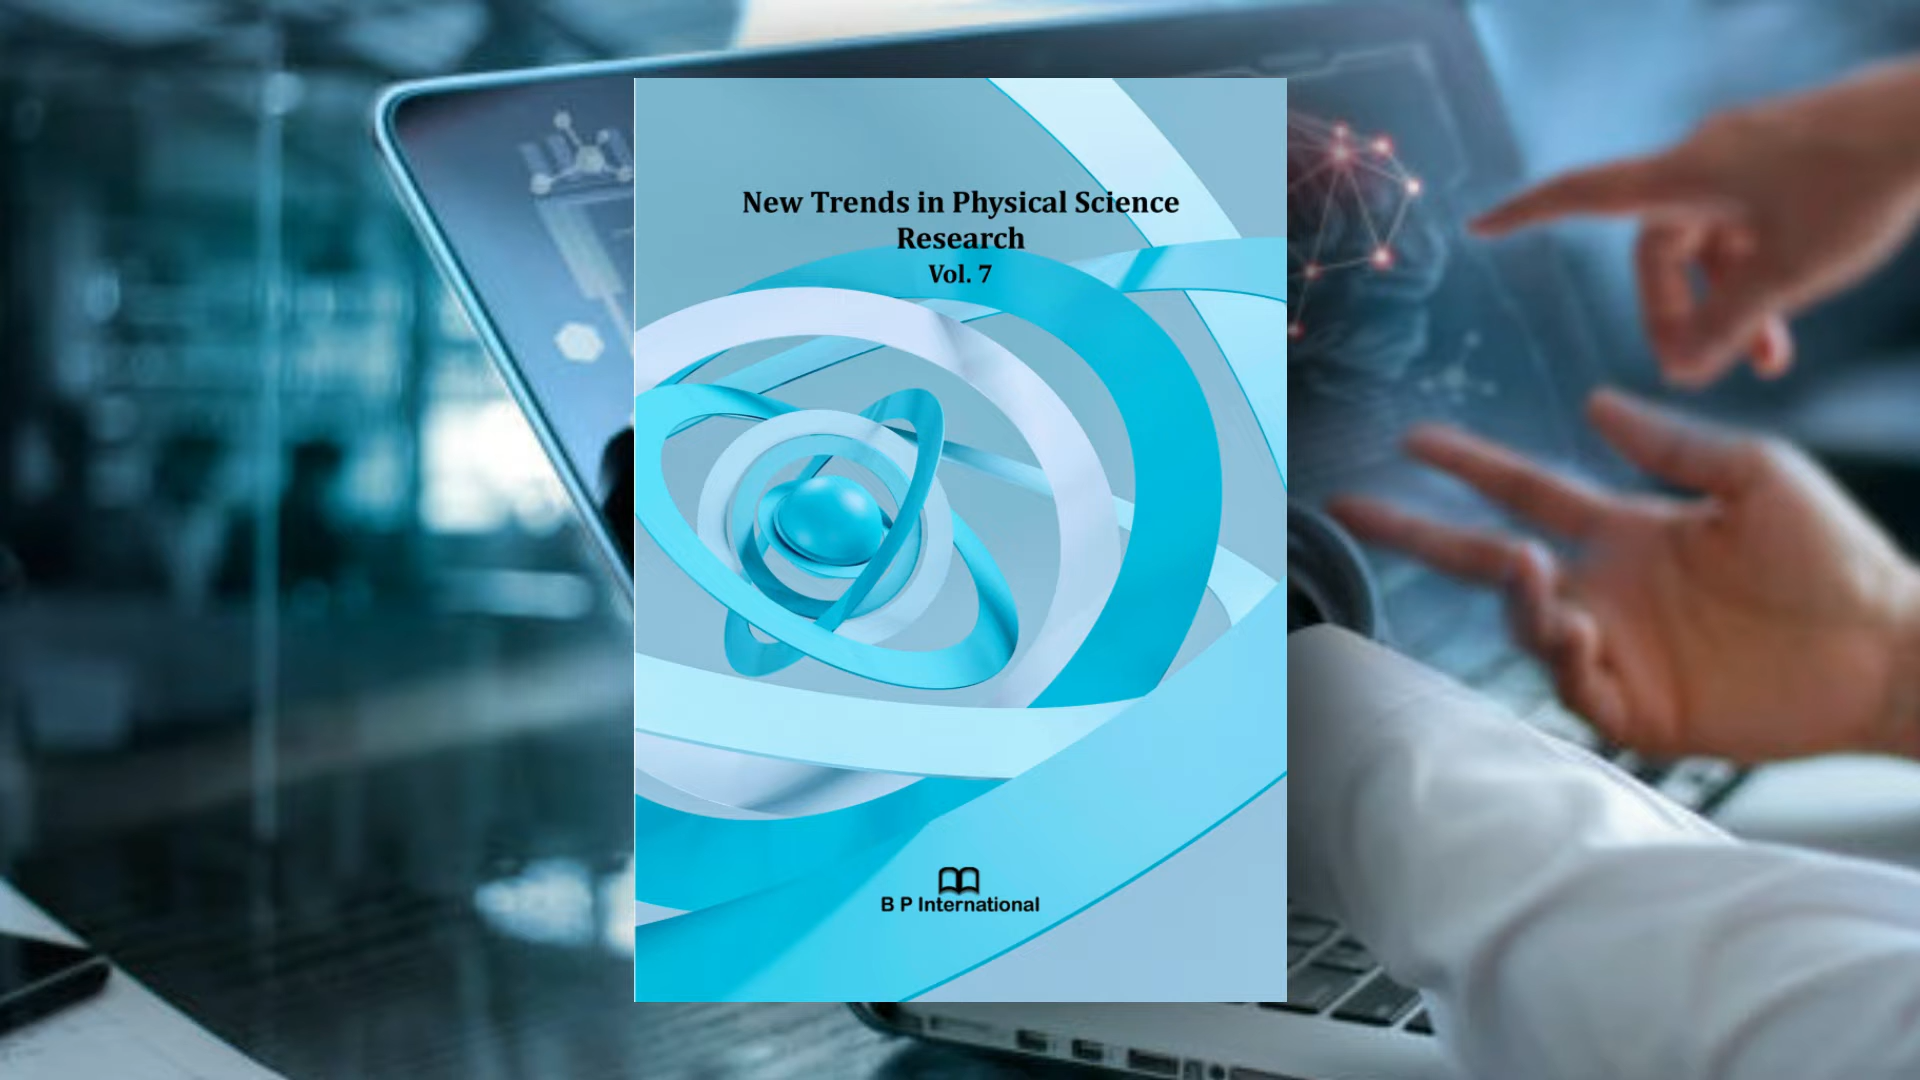 New Trends in Physical Science
Research
Vol. 7
B P International